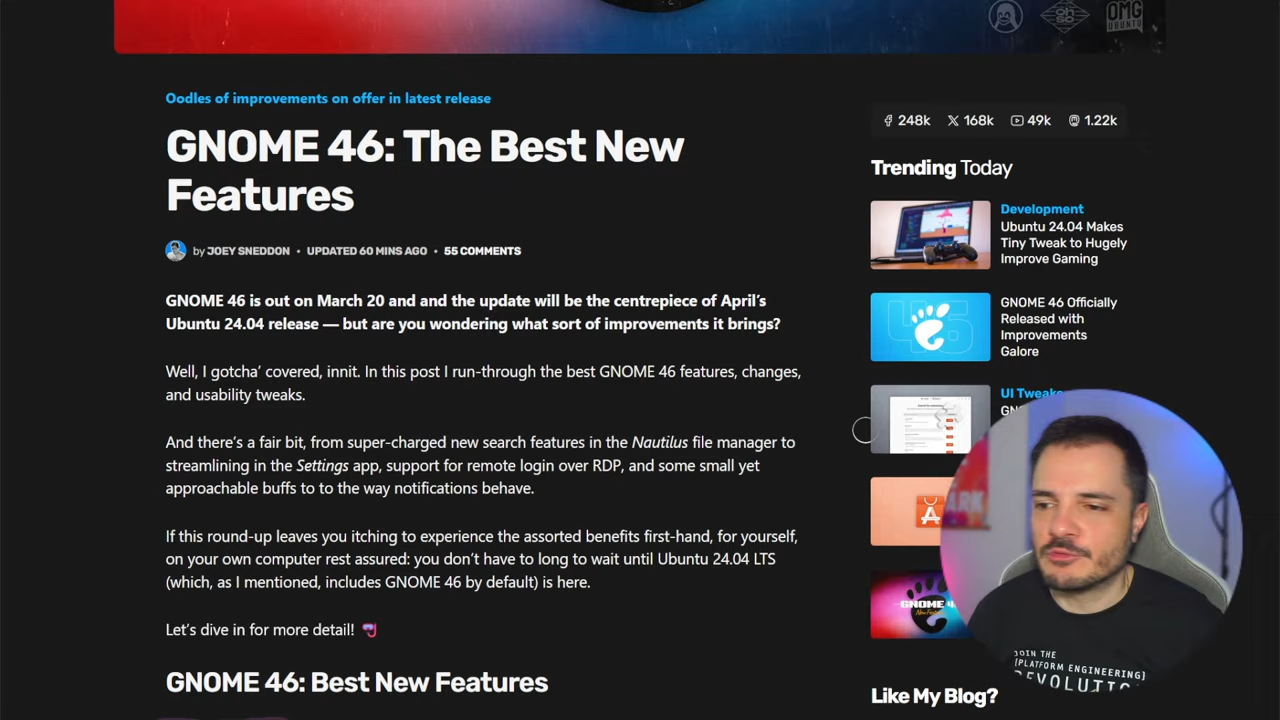 OMG
UBUNTU
Oodles of improvements on offer in latest release
GNOME 46: The Best New
Features
by JOEY SNEDDON • UPDATED 60 MINS AGO • 55 COMMENTS
GNOME 46 is out on March 20 and and the update will be the centrepiece of April's
Ubuntu 24.04 release — but are you wondering what sort of improvements it brings?
Well, I gotcha' covered, innit. In this post I run-through the best GNOME 46 features, changes,
and usability tweaks.
And there's a fair bit, from super-charged new search features in the Nautilus file manager to
streamlining in the Settings app, support for remote login over RDP, and some small yet
approachable buffs to to the way notifications behave.
If this round-up leaves you itching to experience the assorted benefits first-hand, for yourself,
on your own computer rest assured: you don't have to long to wait until Ubuntu 24.04 LTS
(which, as I mentioned, includes GNOME 46 by default) is here.
Let's dive in for more detail!
GNOME 46: Best New Features
248k 168k 49k 1.22k
Trending Today
Development
Ubuntu 24.04 Makes
Tiny Tweak to Hugely
Improve Gaming
46
GNOME 46 Officially
Released with
Improvements
Galore
UI Tweaks
GNOME 4
Like My Blog?
ARK
JOIN THE
[PLATFORM ENGINEERING]
REVOLUTION